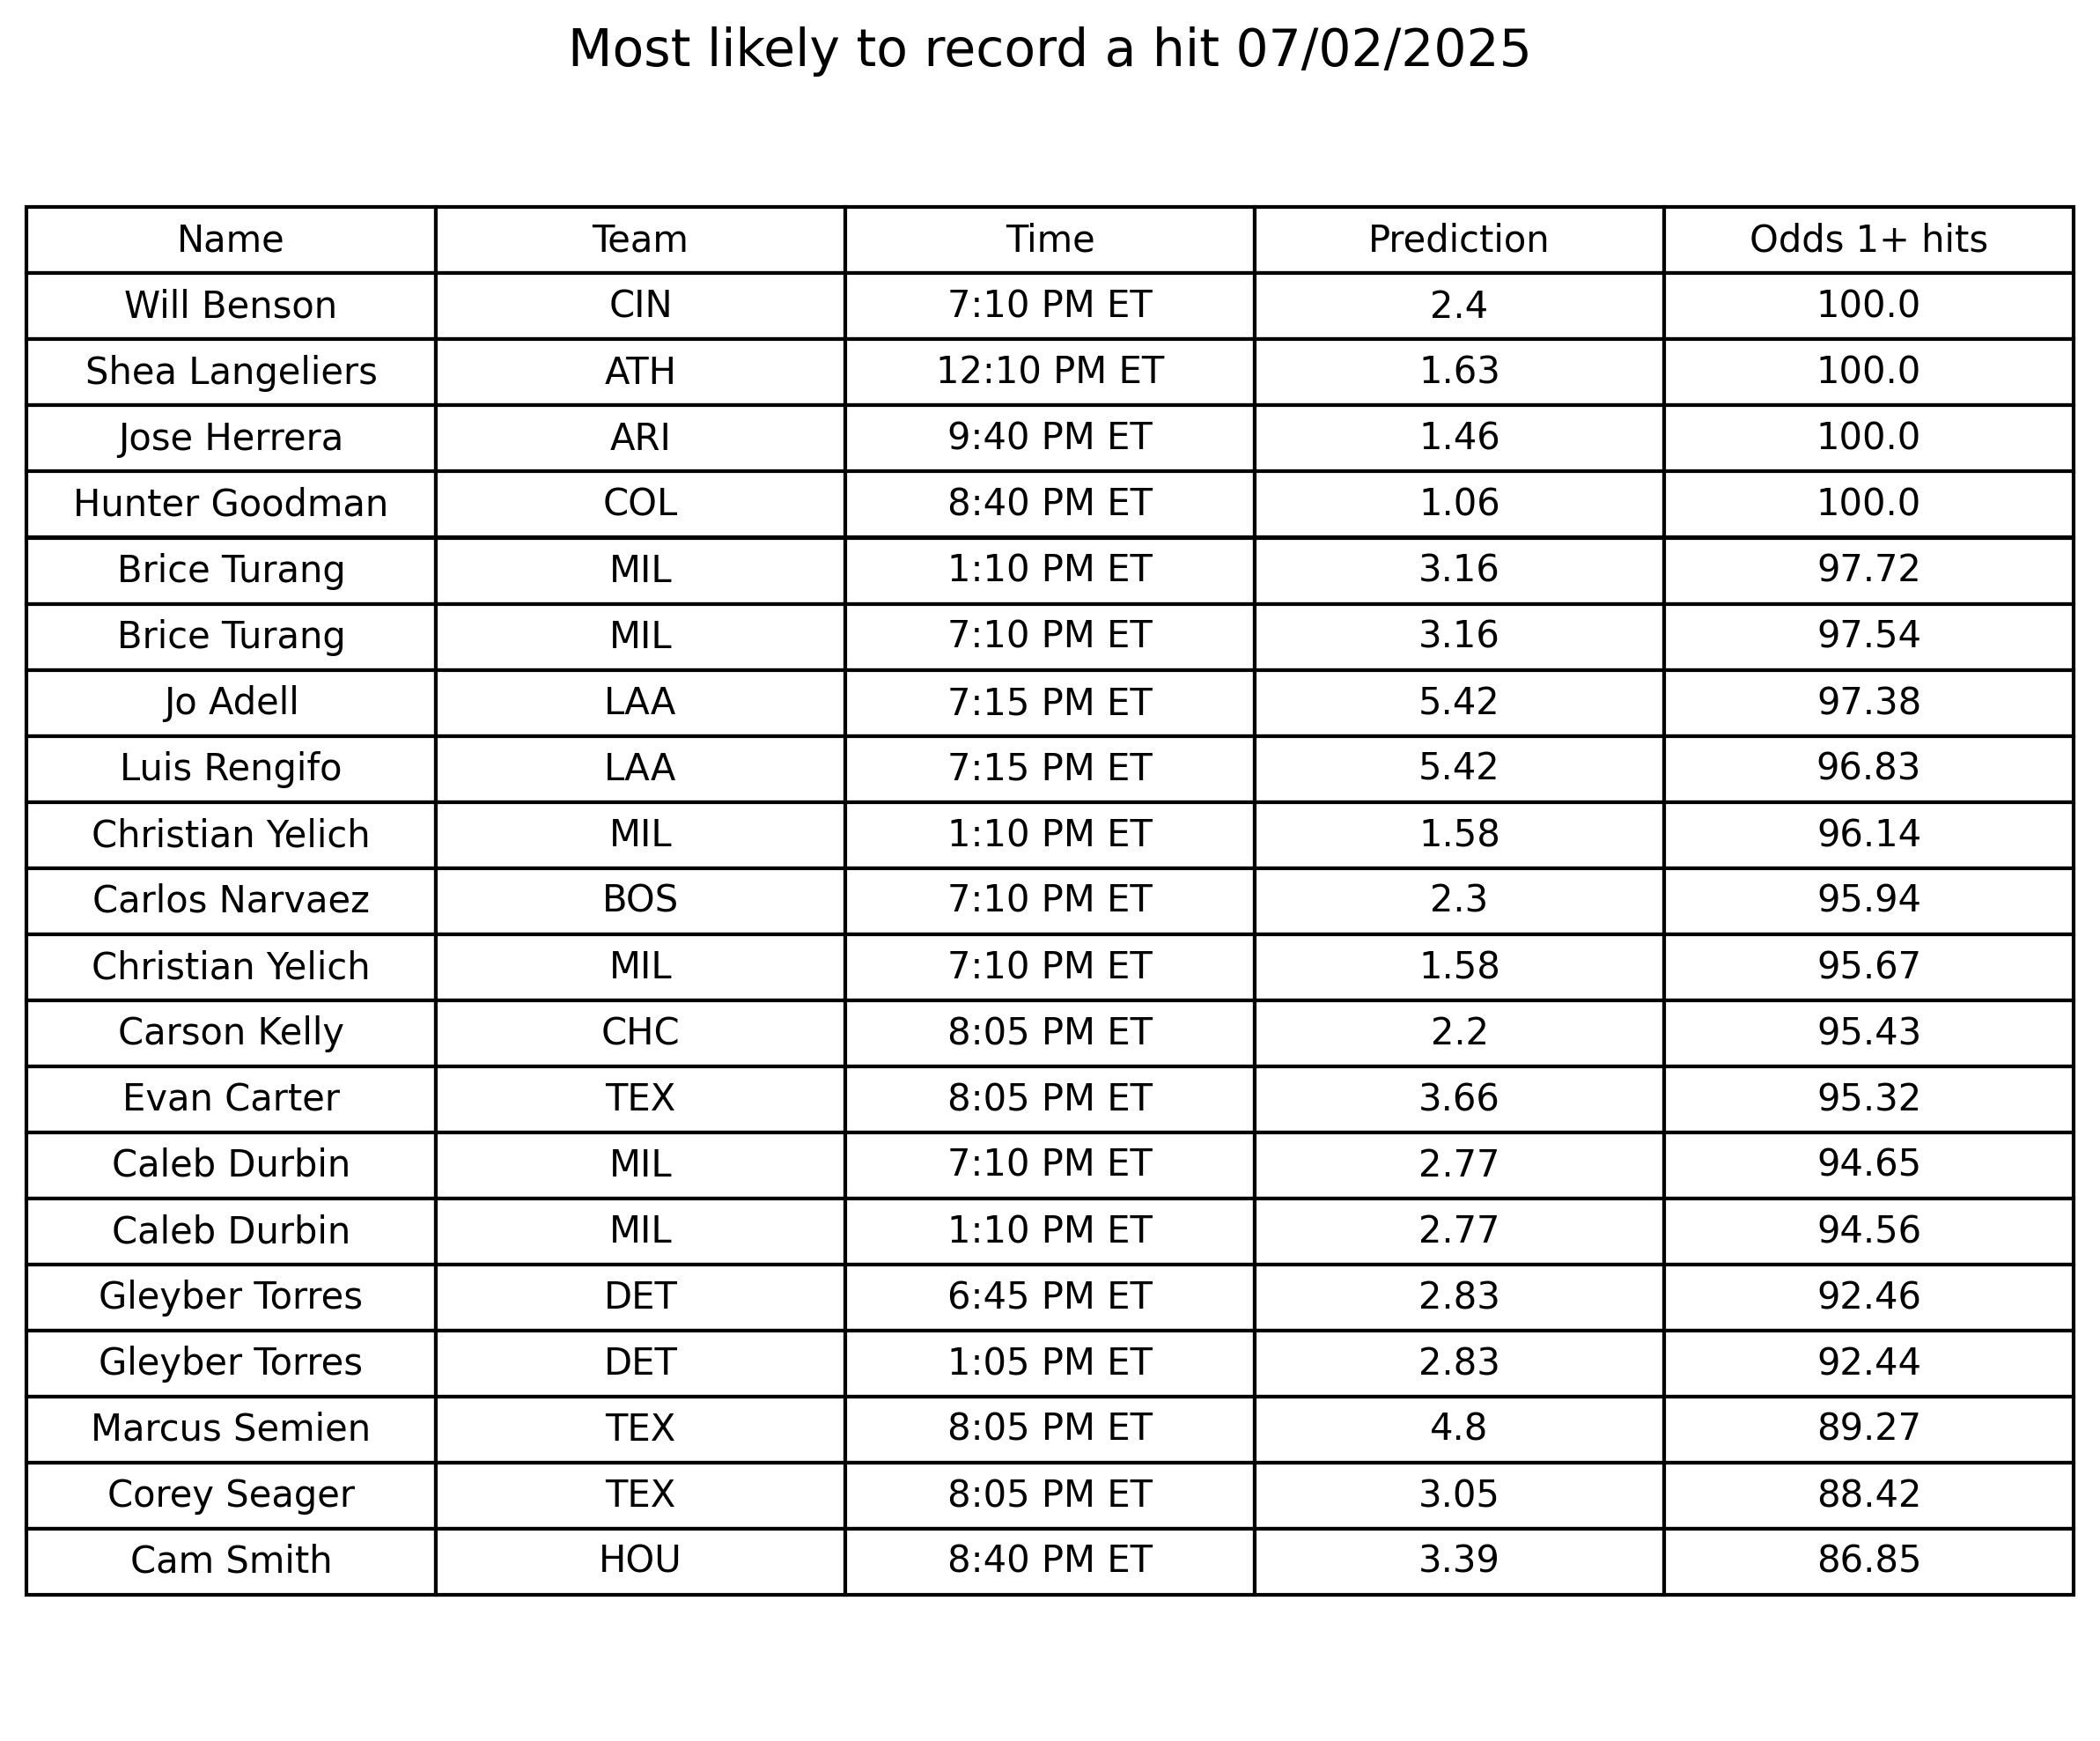 Most likely to record a hit 07/02/2025
Name Team Time Prediction Odds 1+ hits
Will Benson CIN 7:10 PM ET 2.4 100.0
Shea Langeliers ATH 12:10 PM ET 1.63 100.0
Jose Herrera ARI 9:40 PM ET 1.46 100.0
Hunter Goodman COL 8:40 PM ET 1.06 100.0
Brice Turang MIL 1:10 PM ET 3.16 97.72
Brice Turang MIL 7:10 PM ET 3.16 97.54
Jo Adell LAA 7:15 PM ET 5.42 97.38
Luis Rengifo LAA 7:15 PM ET 5.42 96.83
Christian Yelich MIL 1:10 PM ET 1.58 96.14
Carlos Narvaez BOS 7:10 PM ET 2.3 95.94
Christian Yelich MIL 7:10 PM ET 1.58 95.67
Carson Kelly CHC 8:05 PM ET 2.2 95.43
Evan Carter TEX 8:05 PM ET 3.66 95.32
Caleb Durbin MIL 7:10 PM ET 2.77 94.65
Caleb Durbin MIL 1:10 PM ET 2.77 94.56
Gleyber Torres DET 6:45 PM ET 2.83 92.46
Gleyber Torres DET 1:05 PM ET 2.83 92.44
Marcus Semien TEX 8:05 PM ET 4.8 89.27
Corey Seager TEX 8:05 PM ET 3.05 88.42
Cam Smith HOU 8:40 PM ET 3.39 86.85